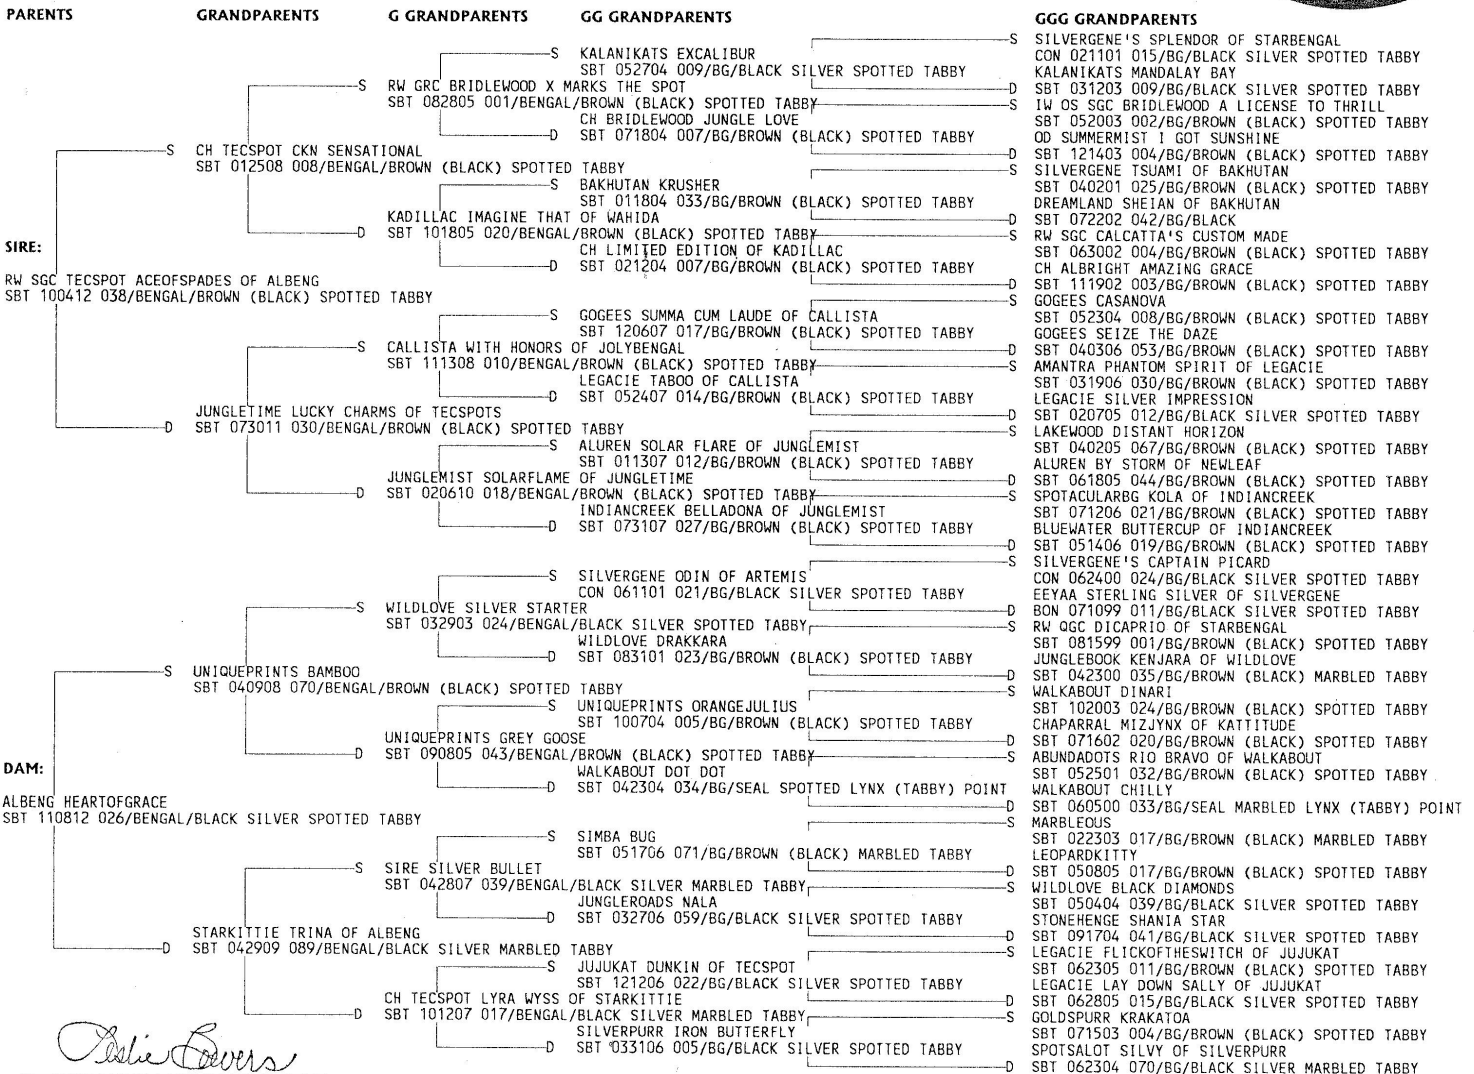 PARENTS
SIRE:
RW SGC TECSPOT ACEOFSPADES OF ALBENG
SBT 100412 038/BENGAL/BROWN (BLACK) SPOTTED TABBY
DAM:
ALBENG HEARTOFGRACE
SBT 110812 026/BENGAL/BLACK SILVER SPOTTED TABBY
Leslie Bowers
GRANDPARENTS
S CH TECSPOT CKN SENSATIONAL
SBT 012508 008/BENGAL/BROWN (BLACK) SPOTTED TABBY
JUNGLETIME LUCKY CHARMS OF TECSPOTS
D SBT 073011 030/BENGAL/BROWN (BLACK) SPOTTED TABBY
S UNIQUEPRINTS BAMBOO
SBT 040908 070/BENGAL/BROWN (BLACK) SPOTTED TABBY
STARKITTIE TRINA OF ALBENG
D SBT 042909 089/BENGAL/BLACK SILVER MARBLED TABBY
G GRANDPARENTS
S RW GRC BRIDLEWOOD X MARKS THE SPOT
SBT 082805 001/BENGAL/BROWN (BLACK) SPOTTED TABBY
KADILLAC IMAGINE THAT OF WAHIDA
D SBT 101805 020/BENGAL/BROWN (BLACK) SPOTTED TABBY
S CALLISTA WITH HONORS OF JOLYBENGAL
SBT 111308 010/BENGAL/BROWN (BLACK) SPOTTED TABBY
JUNGLEMIST SOLARFLAME OF JUNGLETIME
D SBT 020610 018/BENGAL/BROWN (BLACK) SPOTTED TABBY
S WILDLOVE SILVER STARTER
SBT 032903 024/BENGAL/BLACK SILVER SPOTTED TABBY
UNIQUEPRINTS GREY GOOSE
D SBT 090805 043/BENGAL/BROWN (BLACK) SPOTTED TABBY
S SIRE SILVER BULLET
SBT 042807 039/BENGAL/BLACK SILVER MARBLED TABBY
CH TECSPOT LYRA WYSS OF STARKITTIE
D SBT 101207 017/BENGAL/BLACK SILVER MARBLED TABBY
GG GRANDPARENTS
S KALANIKATS EXCALIBUR
SBT 052704 009/BG/BLACK SILVER SPOTTED TABBY
CH BRIDLEWOOD JUNGLE LOVE
D SBT 071804 007/BG/BROWN (BLACK) SPOTTED TABBY
S BAKHUTAN KRUSHER
SBT 011804 033/BG/BROWN (BLACK) SPOTTED TABBY
CH LIMITED EDITION OF KADILLAC
D SBT 021204 007/BG/BROWN (BLACK) SPOTTED TABBY
S GOGEES SUMMA CUM LAUDE OF CALLISTA
SBT 120607 017/BG/BROWN (BLACK) SPOTTED TABBY
LEGACIE TABOO OF CALLISTA
D SBT 052407 014/BG/BROWN (BLACK) SPOTTED TABBY
S ALUREN SOLAR FLARE OF JUNGLEMIST
SBT 011307 012/BG/BROWN (BLACK) SPOTTED TABBY
INDIANCREEK BELLADONA OF JUNGLEMIST
D SBT 073107 027/BG/BROWN (BLACK) SPOTTED TABBY
S SILVERGENE ODIN OF ARTEMIS
CON 061101 021/BG/BLACK SILVER SPOTTED TABBY
WILDLOVE DRAKKARA
D SBT 083101 023/BG/BROWN (BLACK) SPOTTED TABBY
S UNIQUEPRINTS ORANGEJULIUS
SBT 100704 005/BG/BROWN (BLACK) SPOTTED TABBY
WALKABOUT DOT DOT
D SBT 042304 034/BG/SEAL SPOTTED LYNX (TABBY) POINT
S SIMBA BUG
SBT 051706 071/BG/BROWN (BLACK) MARBLED TABBY
JUNGLEROADS NALA
D SBT 032706 059/BG/BLACK SILVER SPOTTED TABBY
S JUJUKAT DUNKIN OF TECSPOT
SBT 121206 022/BG/BLACK SILVER SPOTTED TABBY
SILVERPURR IRON BUTTERFLY
D SBT 033106 005/BG/BLACK SILVER SPOTTED TABBY
GGG GRANDPARENTS
S SILVERGENE'S SPLENDOR OF STARBENGAL
CON 021101 015/BG/BLACK SILVER SPOTTED TABBY
KALANIKATS MANDALAY BAY
D SBT 031203 009/BG/BLACK SILVER SPOTTED TABBY
S IW OS SGC BRIDLEWOOD A LICENSE TO THRILL
SBT 052003 002/BG/BROWN (BLACK) SPOTTED TABBY
OD SUMMERMIST I GOT SUNSHINE
D SBT 121403 004/BG/BROWN (BLACK) SPOTTED TABBY
S SILVERGENE TSUAMI OF BAKHUTAN
SBT 040201 025/BG/BROWN (BLACK) SPOTTED TABBY
DREAMLAND SHEIAN OF BAKHUTAN
D SBT 072202 042/BG/BLACK
S RW SGC CALCATTA'S CUSTOM MADE
SBT 063002 004/BG/BROWN (BLACK) SPOTTED TABBY
CH ALBRIGHT AMAZING GRACE
D SBT 111902 003/BG/BROWN (BLACK) SPOTTED TABBY
S GOGEES CASANOVA
SBT 052304 008/BG/BROWN (BLACK) SPOTTED TABBY
GOGEES SEIZE THE DAZE
D SBT 040306 053/BG/BROWN (BLACK) SPOTTED TABBY
S AMANTRA PHANTOM SPIRIT OF LEGACIE
SBT 031906 030/BG/BROWN (BLACK) SPOTTED TABBY
LEGACIE SILVER IMPRESSION
D SBT 020705 012/BG/BLACK SILVER SPOTTED TABBY
S LAKEWOOD DISTANT HORIZON
SBT 040205 067/BG/BROWN (BLACK) SPOTTED TABBY
ALUREN BY STORM OF NEWLEAF
D SBT 061805 044/BG/BROWN (BLACK) SPOTTED TABBY
S SPOTACULARBG KOLA OF INDIANCREEK
SBT 071206 021/BG/BROWN (BLACK) SPOTTED TABBY
BLUEWATER BUTTERCUP OF INDIANCREEK
D SBT 051406 019/BG/BROWN (BLACK) SPOTTED TABBY
S SILVERGENE'S CAPTAIN PICARD
CON 062400 024/BG/BLACK SILVER SPOTTED TABBY
EEYAA STERLING SILVER OF SILVERGENE
D BON 071099 011/BG/BLACK SILVER SPOTTED TABBY
S RW QGC DICAPRIO OF STARBENGAL
SBT 081599 001/BG/BROWN (BLACK) SPOTTED TABBY
JUNGLEBOOK KENJARA OF WILDLOVE
D SBT 042300 035/BG/BROWN (BLACK) MARBLED TABBY
S WALKABOUT DINARI
SBT 102003 024/BG/BROWN (BLACK) SPOTTED TABBY
CHAPARRAL MIZJYNX OF KATTITUDE
D SBT 071602 020/BG/BROWN (BLACK) SPOTTED TABBY
S ABUNDADOTS RIO BRAVO OF WALKABOUT
SBT 052501 032/BG/BROWN (BLACK) SPOTTED TABBY
WALKABOUT CHILLY
D SBT 060500 033/BG/SEAL MARBLED LYNX (TABBY) POINT
S MARBLEOUS
SBT 022303 017/BG/BROWN (BLACK) MARBLED TABBY
LEOPARDKITTY
D SBT 050805 017/BG/BROWN (BLACK) SPOTTED TABBY
S WILDLOVE BLACK DIAMONDS
SBT 050404 039/BG/BLACK SILVER SPOTTED TABBY
STONEHENGE SHANIA STAR
D SBT 091704 041/BG/BLACK SILVER SPOTTED TABBY
S LEGACIE FLICKOFTHESWITCH OF JUJUKAT
SBT 062305 011/BG/BROWN (BLACK) SPOTTED TABBY
LEGACIE LAY DOWN SALLY OF JUJUKAT
D SBT 062805 015/BG/BLACK SILVER SPOTTED TABBY
S GOLDSPURR KRAKATOA
SBT 071503 004/BG/BROWN (BLACK) SPOTTED TABBY
SPOTSALOT SILVY OF SILVERPURR
D SBT 062304 070/BG/BLACK SILVER MARBLED TABBY